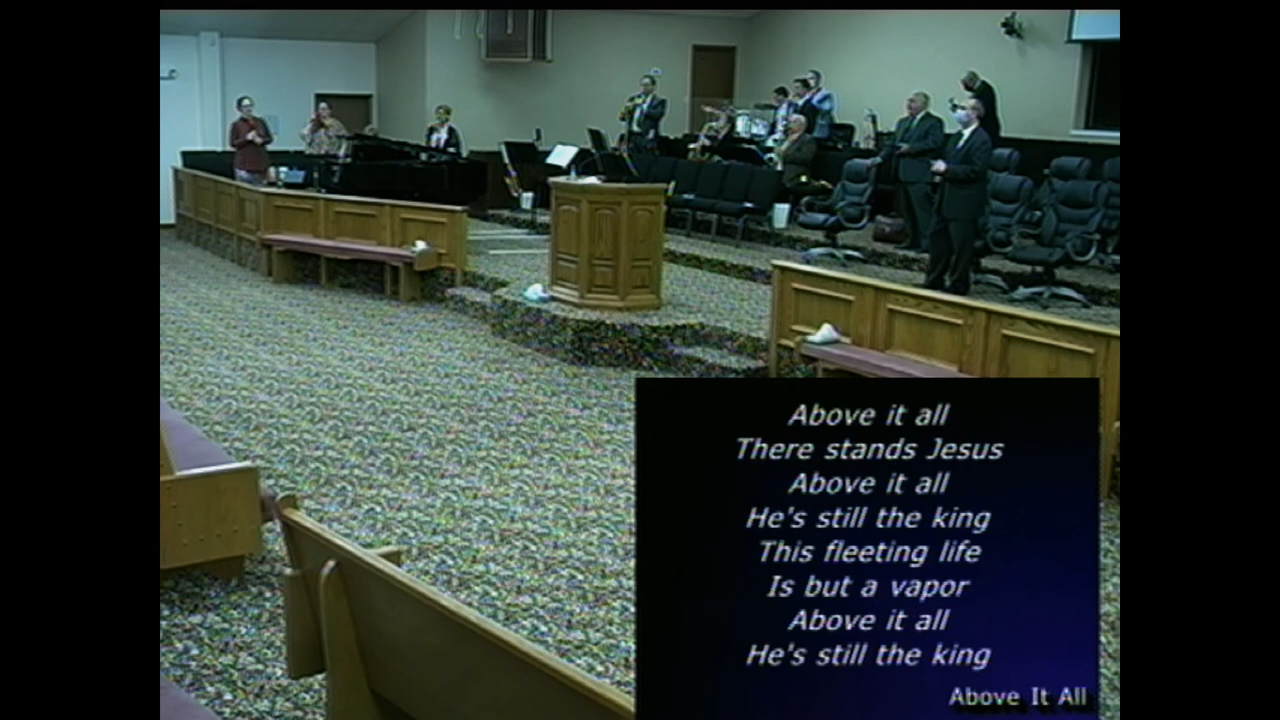 Above it all
There stands Jesus
Above it all
He's still the king
This fleeting life
Is but a vapor
Above it all
He's still the king
Above It All